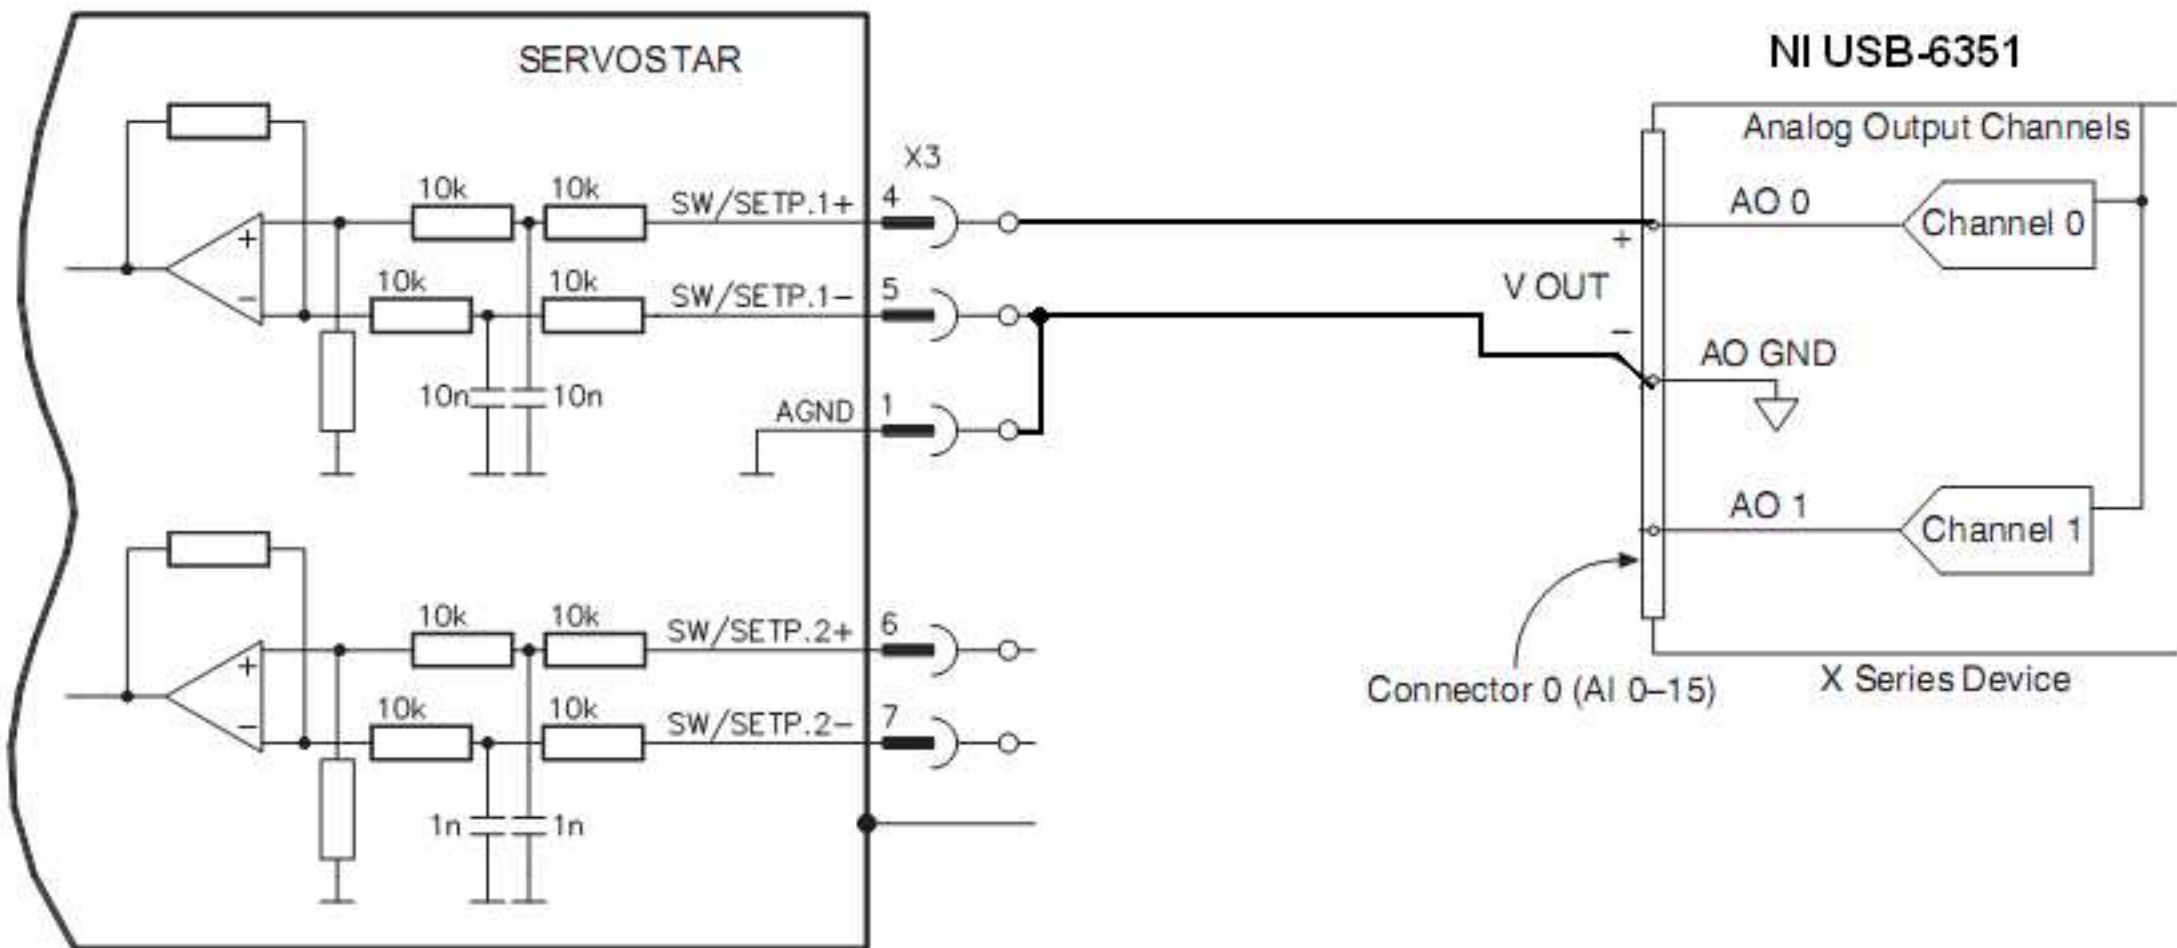 SERVOSTAR
NI USB-6351
Analog Output Channels
X3
10k 10k SW/SETP.1+ 4
AO 0 Channel 0
+
+
10k 10k SW/SETP.1- 5
−
V OUT
−
AO GND
10n 10n
AGND 1
AO 1 Channel 1
10k 10k SW/SETP.2+ 6
+
10k 10k SW/SETP.2- 7
−
Connector 0 (AI 0–15)
X Series Device
1n 1n